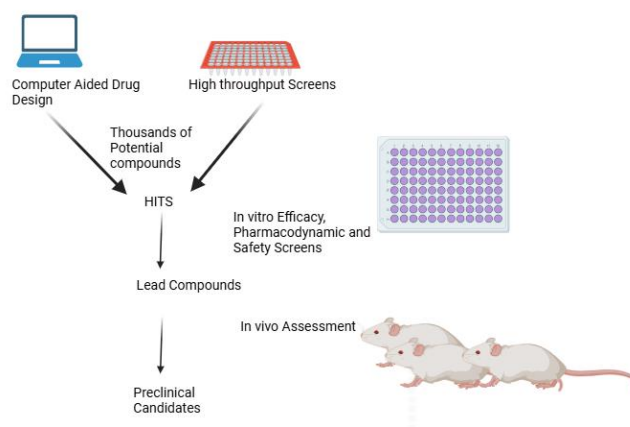 Computer Aided Drug
Design
High throughput Screens
Thousands of
Potential
compounds
HITS
In vitro Efficacy,
Pharmacodynamic and
Safety Screens
Lead Compounds
In vivo Assessment
Preclinical
Candidates